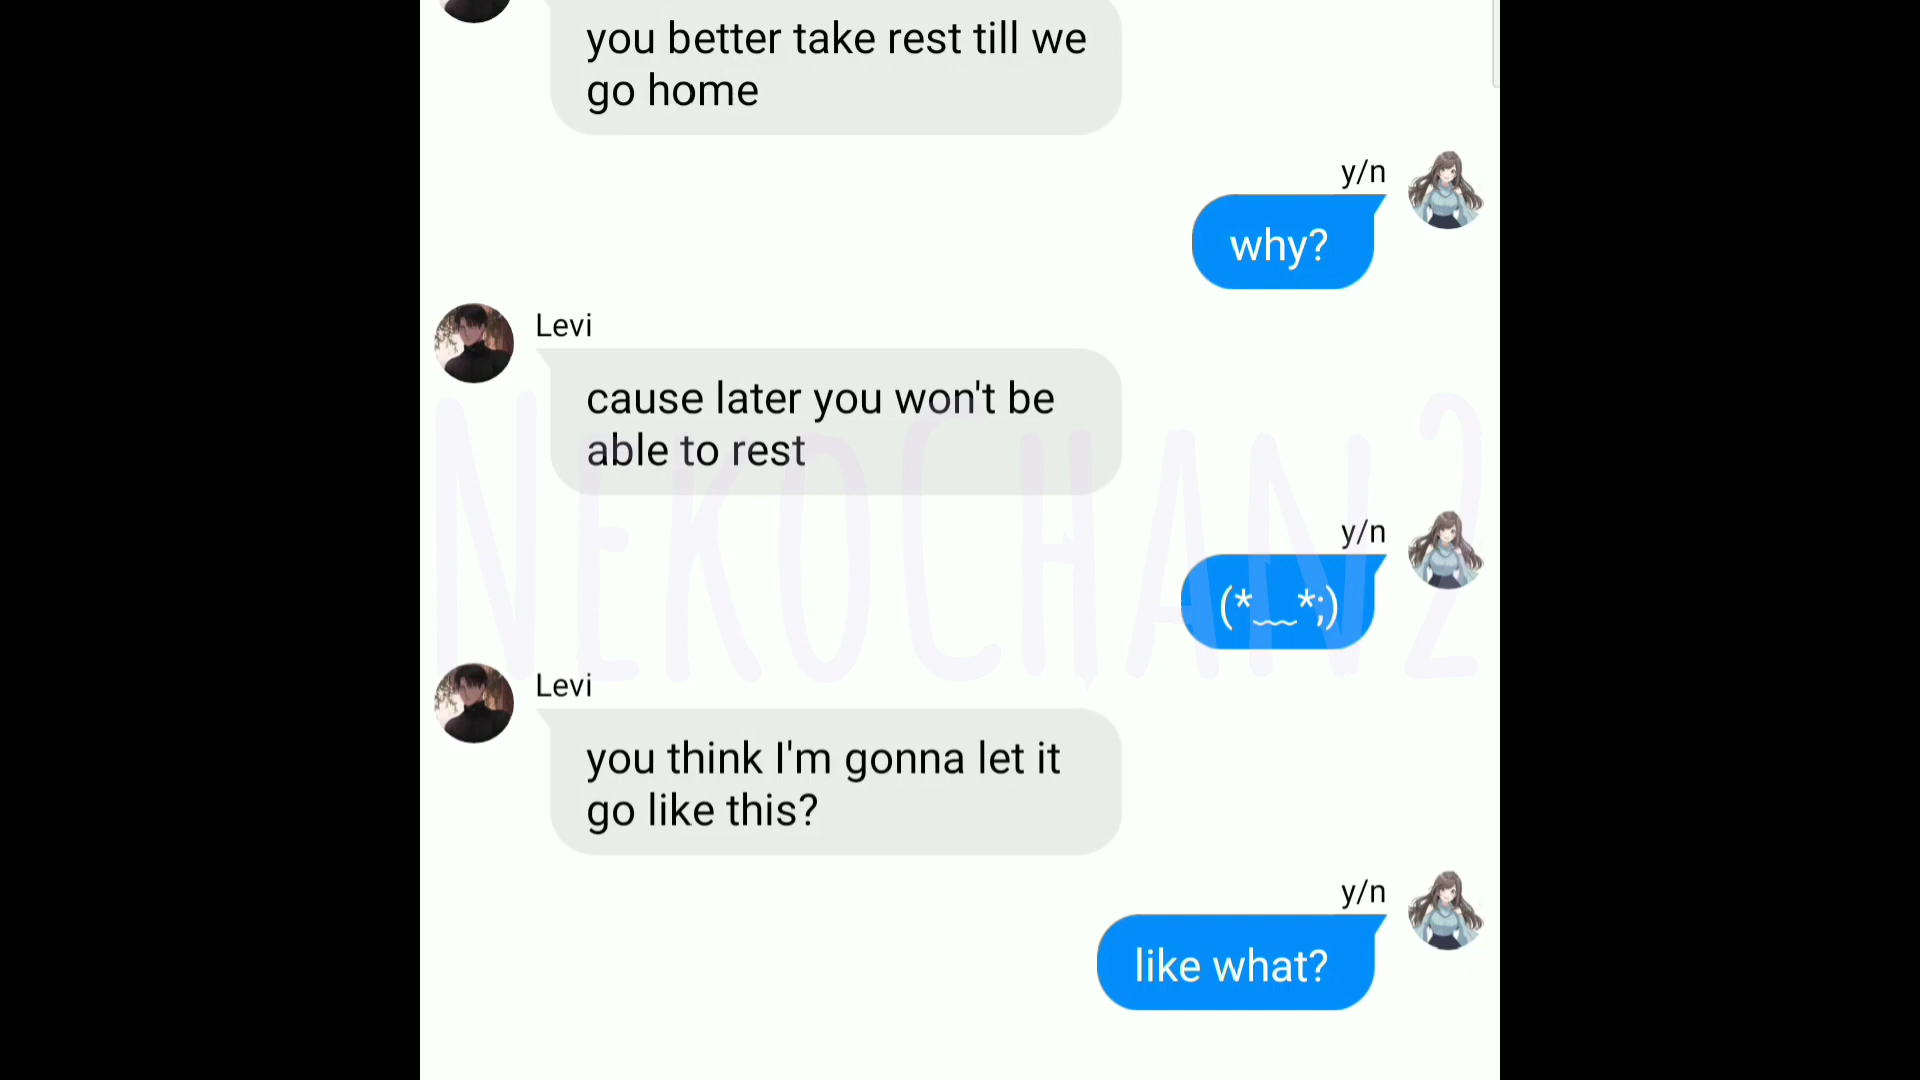 you better take rest till we
go home
y/n
why?
Levi
cause later you won't be
able to rest
NEKOCHAN2
y/n
(*﹏*;)
Levi
you think I'm gonna let it
go like this?
y/n
like what?